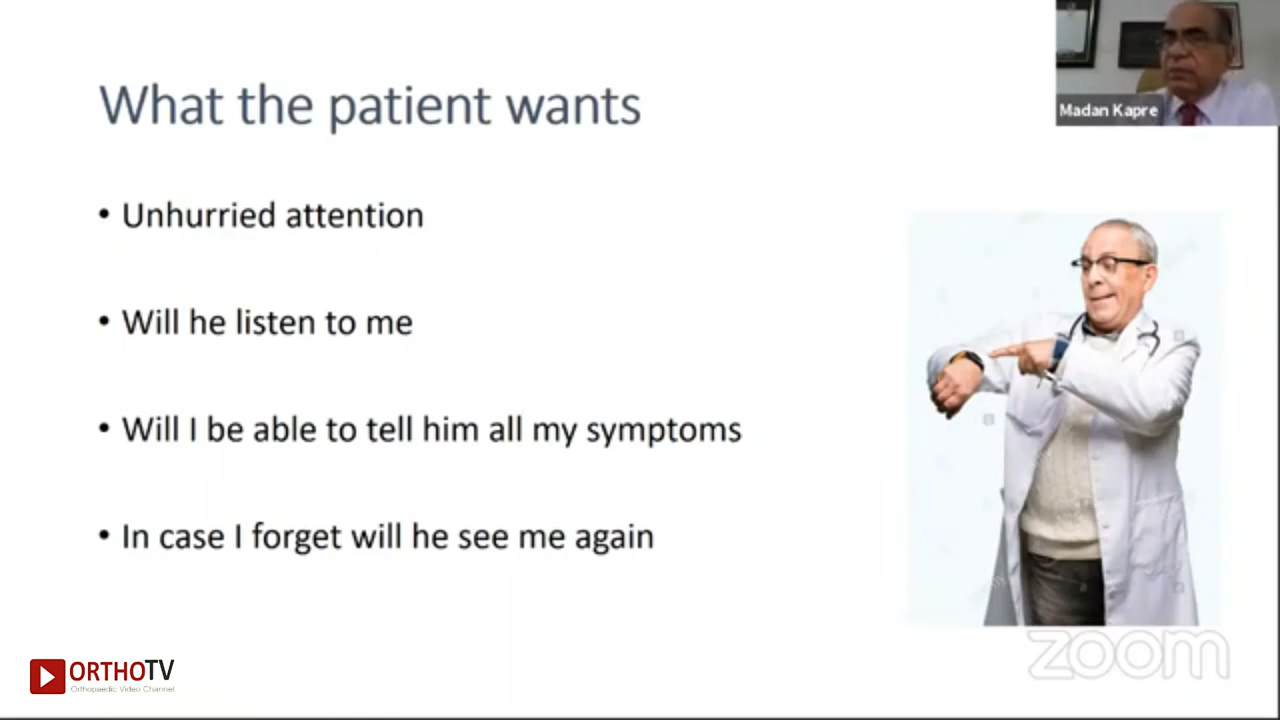 What the patient wants
Madan Kapre
• Unhurried attention
• Will he listen to me
• Will I be able to tell him all my symptoms
• In case I forget will he see me again
ORTHOTV
Orthopaedic Video Channel
zoom